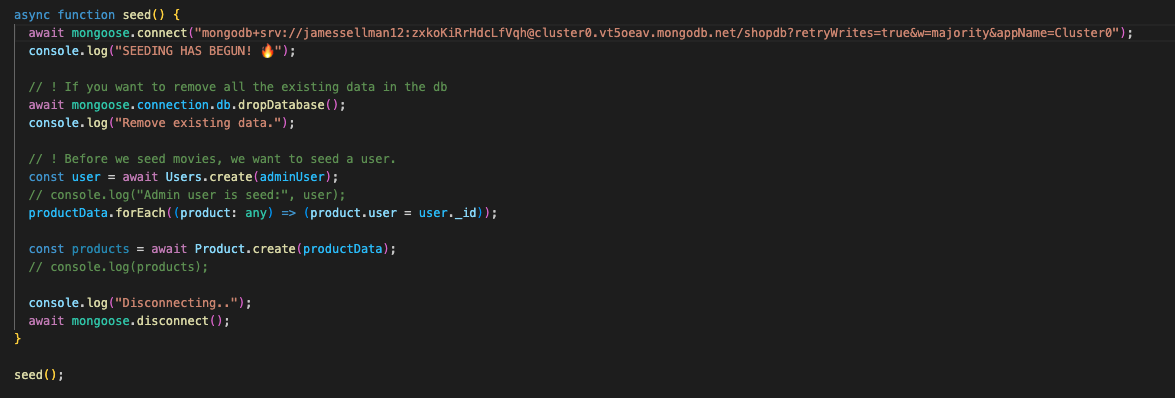 async function seed() {
await mongoose.connect("mongodb+srv://jamessellman12:zxkoKiRrHdcLfVqh@cluster0.vt5oeav.mongodb.net/shopdb?retryWrites=true&w=majority&appName=Cluster0");
console.log("SEEDING HAS BEGUN! 🔥");
// ! If you want to remove all the existing data in the db
await mongoose.connection.db.dropDatabase();
console.log("Remove existing data.");
// ! Before we seed movies, we want to seed a user.
const user = await Users.create(adminUser);
// console.log("Admin user is seed:", user);
productData.forEach((product: any) => (product.user = user._id));
const products = await Product.create(productData);
// console.log(products);
console.log("Disconnecting..");
await mongoose.disconnect();
}
seed();